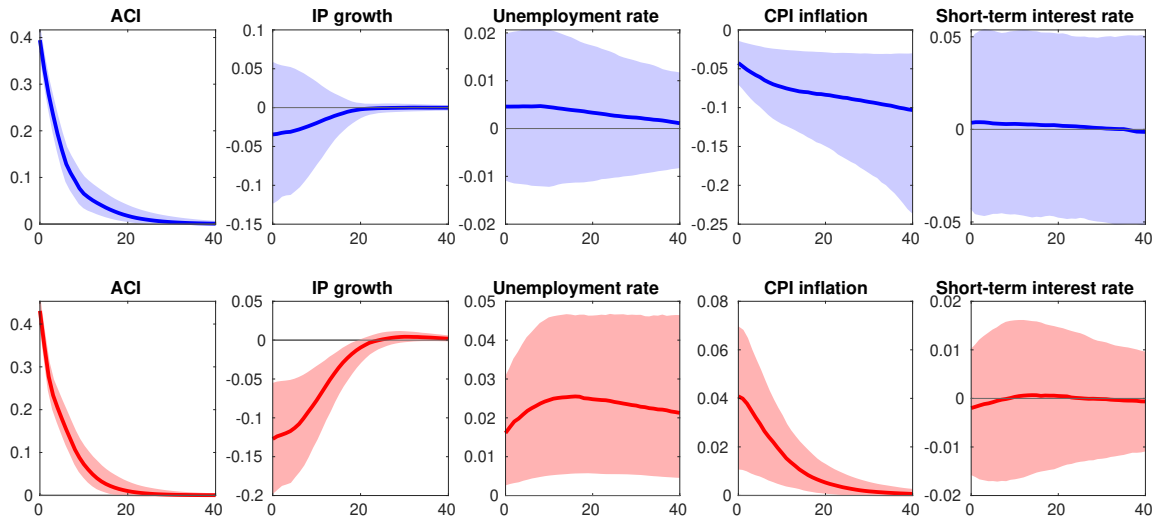 ACI IP growth Unemployment rate CPI inflation Short-term interest rate
0.4 0.3 0.2 0.1 0
0.1 0.05 0 -0.05 -0.1 -0.15
0.02 0.01 0 -0.01 -0.02
0 -0.05 -0.1 -0.15 -0.2 -0.25
0.05 0 -0.05
0 20 40 0 20 40 0 20 40 0 20 40 0 20 40
ACI IP growth Unemployment rate CPI inflation Short-term interest rate
0.4 0.3 0.2 0.1 0
0.05 0 -0.05 -0.1 -0.15 -0.2
0.05 0.04 0.03 0.02 0.01 0
0.08 0.06 0.04 0.02 0
0.02 0.01 0 -0.01 -0.02
0 20 40 0 20 40 0 20 40 0 20 40 0 20 40